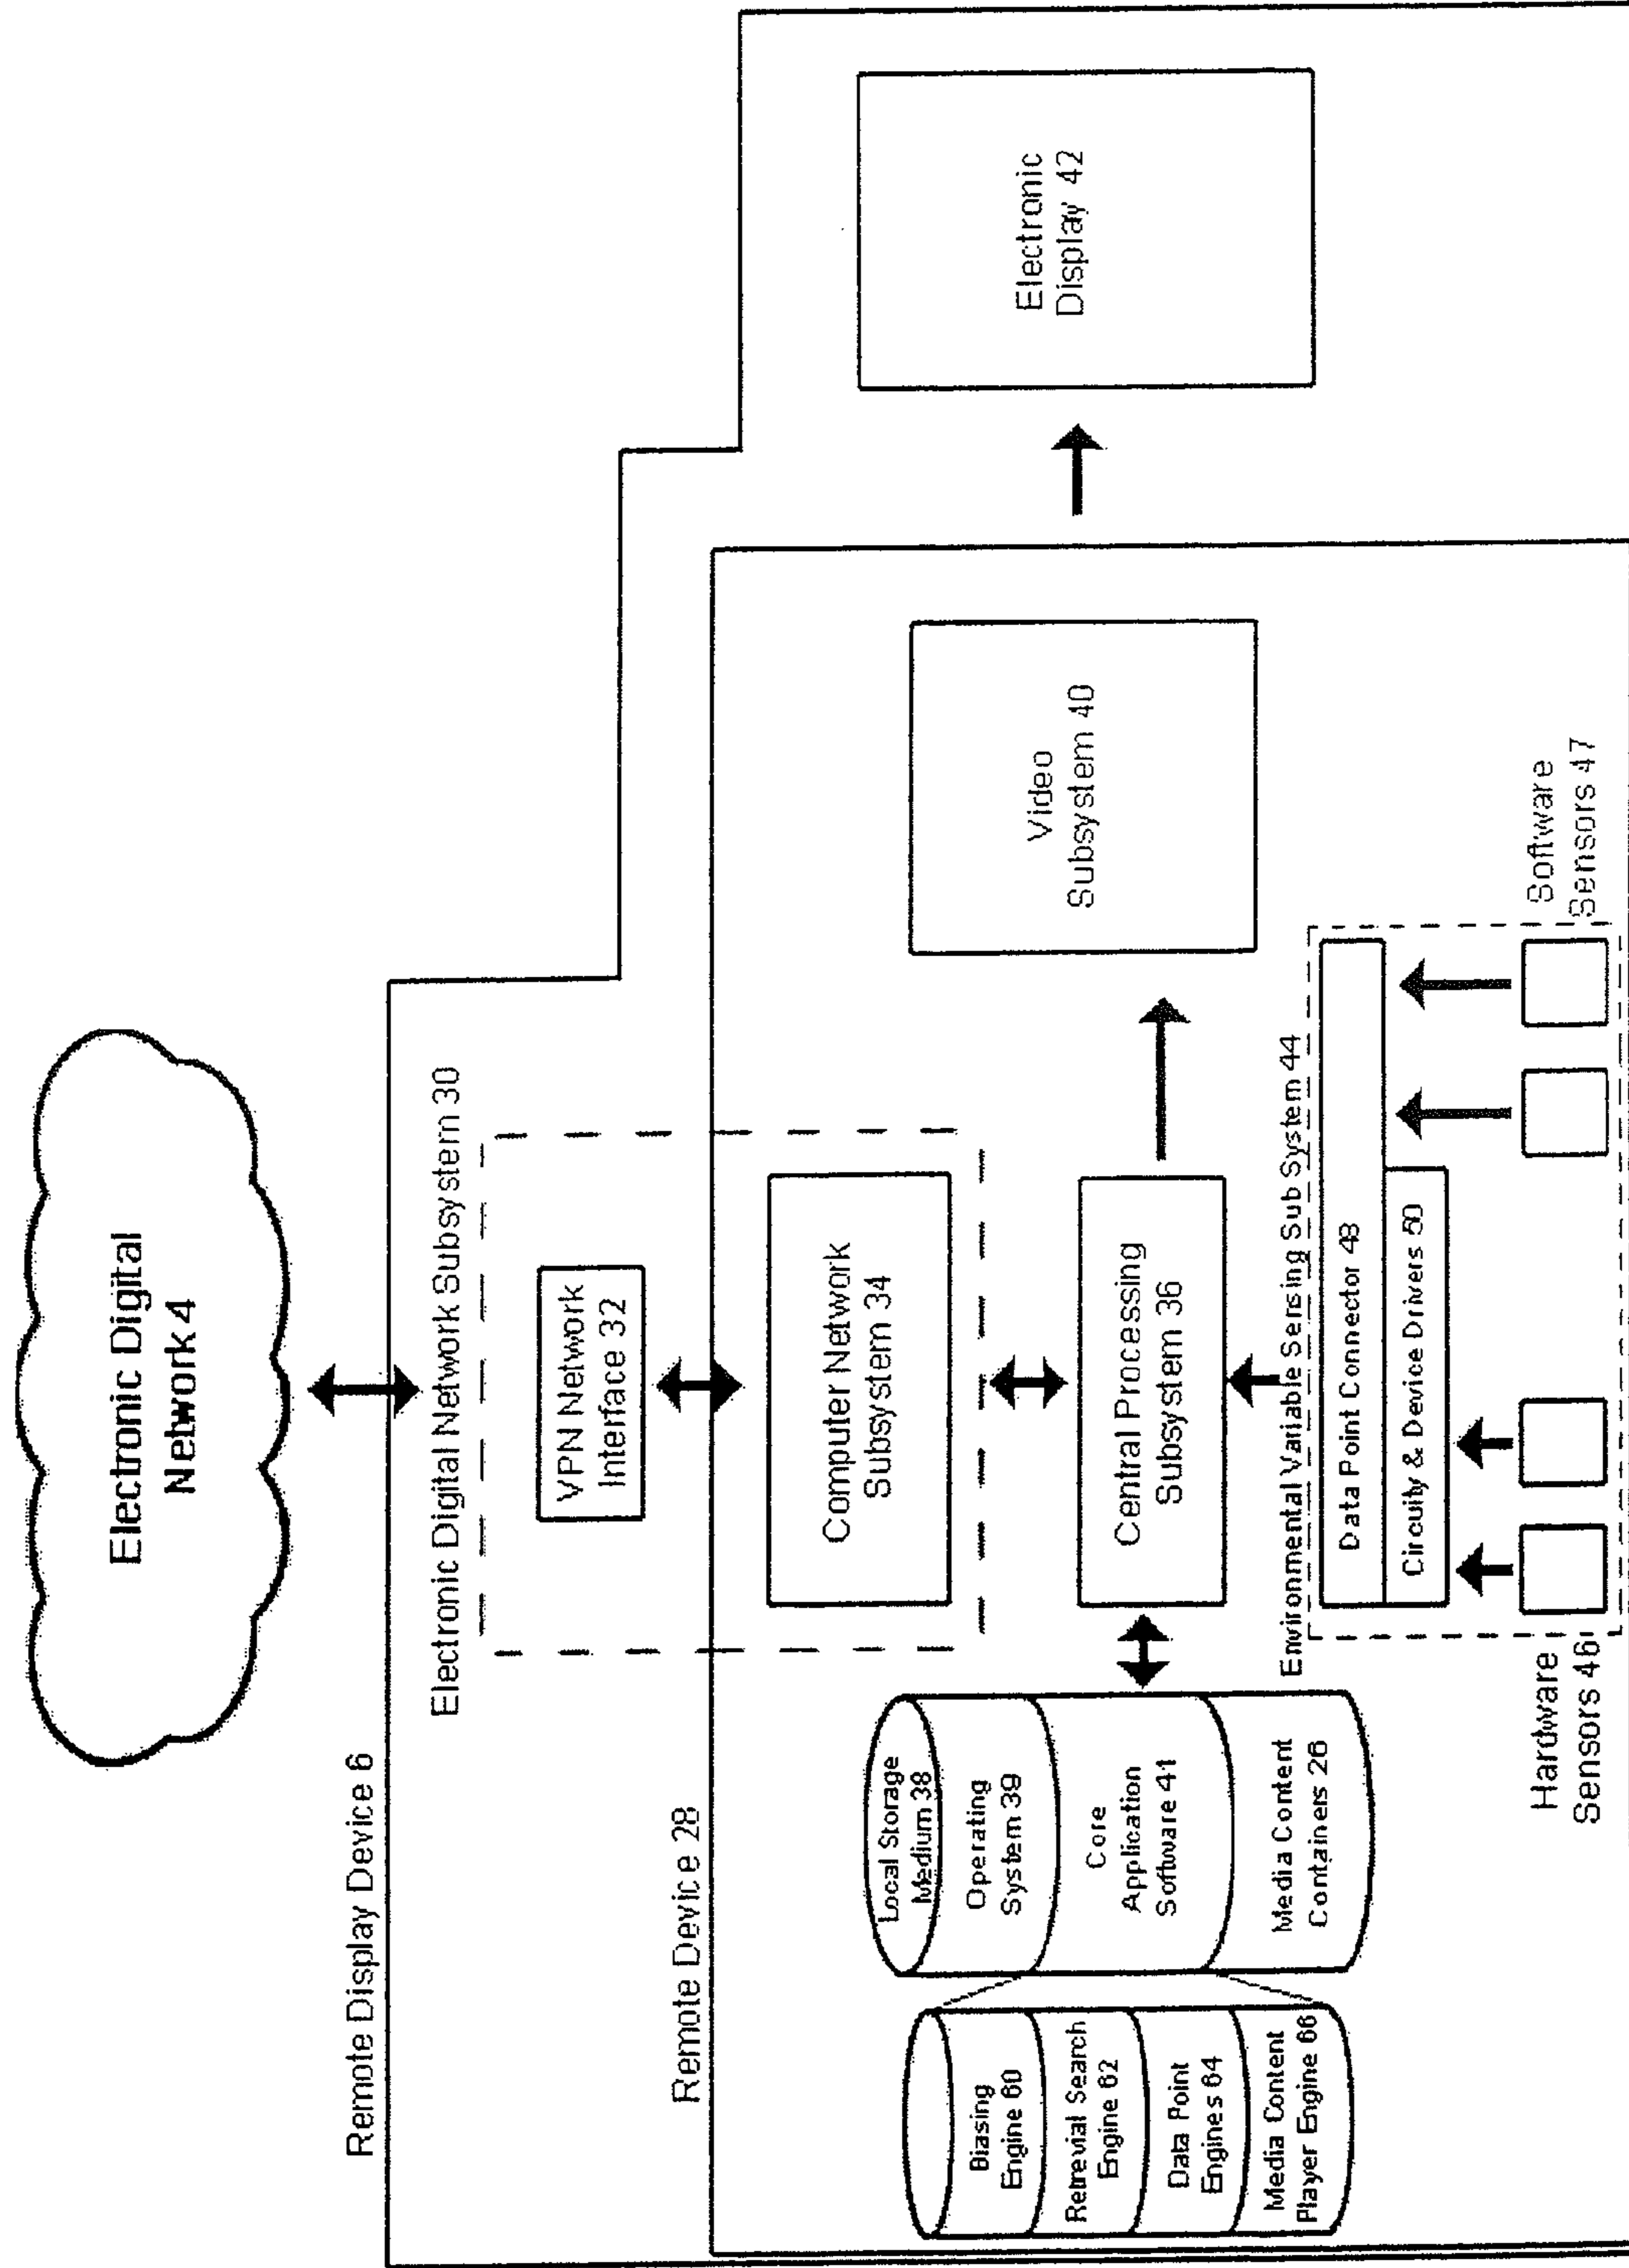 Electronic Digital
Network 4
Remote Display Device 6
Electronic Digital Network Subsystem 30
VPN Network
Interface 32
Remote Device 28
Computer Network
Subsystem 34
Local Storage
Medium 38
Operating
System 39
Core
Application
Software 41
Media Content
Containers 26
Biasing
Engine 60
Retrevial Search
Engine 62
Data Point
Engines 64
Media Content
Player Engine 66
Central Processing
Subsystem 36
Video
Subsystem 40
Electronic
Display 42
Environmental Variable Sensing Sub System 44
Data Point Connector 48
Circuity & Device Drivers 50
Hardware
Sensors 46
Software
Sensors 47